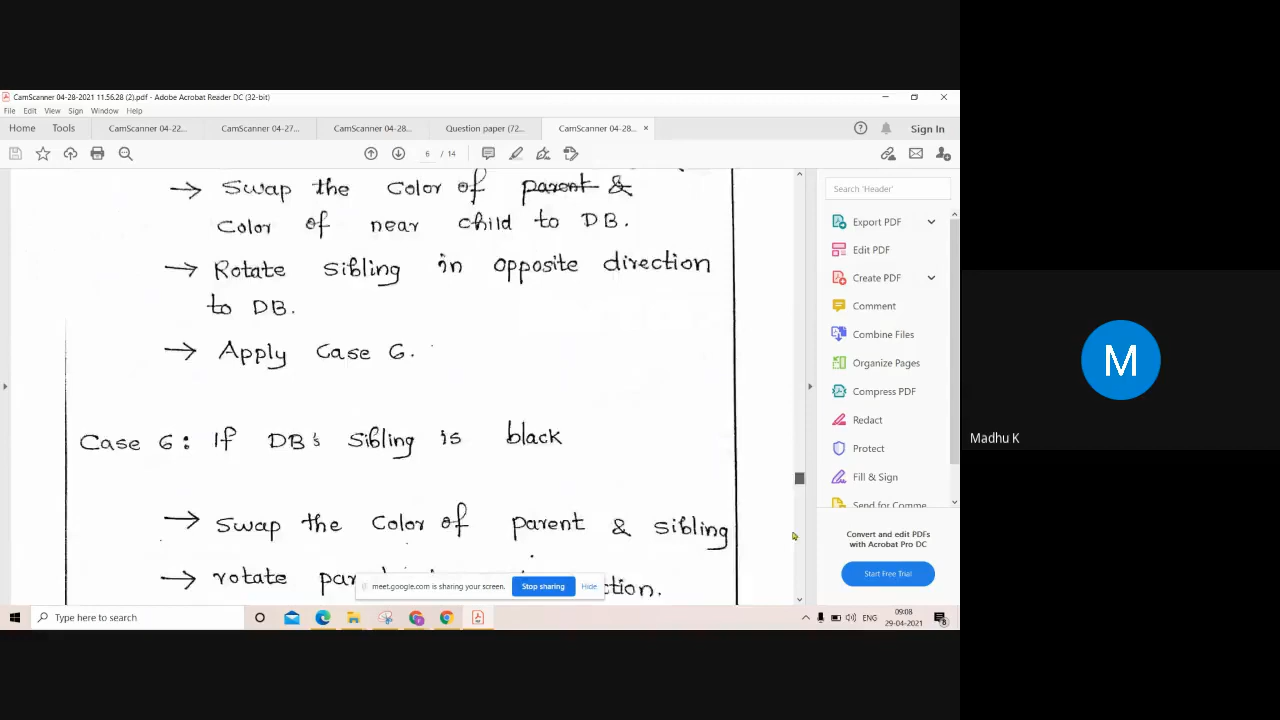 CamScanner 04-28-2021 11.56.28 (2).pdf - Adobe Acrobat Reader DC (32-bit)
File Edit View Sign Window Help
Home Tools CamScanner 04-22... CamScanner 04-27... CamScanner 04-28... Question paper (72... CamScanner 04-28... × Sign In
6 / 14
→ Swap the Color of parent &
Color of near child to DB.
→ Rotate sibling in opposite direction
to DB.
→ Apply Case 6.
Case 6: If DB's sibling is black
→ Swap the Color of parent & sibling
→ rotate par
ction.
meet.google.com is sharing your screen. Stop sharing Hide
Search 'Header'
Export PDF
Edit PDF
Create PDF
Comment
Combine Files
Organize Pages
Compress PDF
Redact
Protect
Fill & Sign
Send for Comme
Convert and edit PDFs
with Acrobat Pro DC
Start Free Trial
Type here to search
ENG
09:08
29-04-2021
8
M
Madhu K